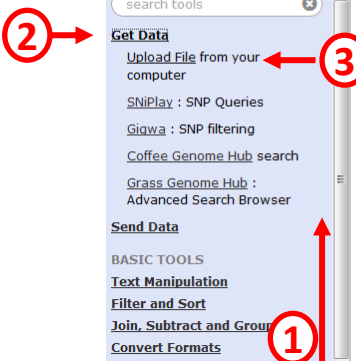 search tools
2
Get Data
Upload File from your
computer
3
SNiPlay : SNP Queries
Gigwa : SNP filtering
Coffee Genome Hub search
Grass Genome Hub :
Advanced Search Browser
Send Data
BASIC TOOLS
Text Manipulation
Filter and Sort
Join, Subtract and Group
1
Convert Formats